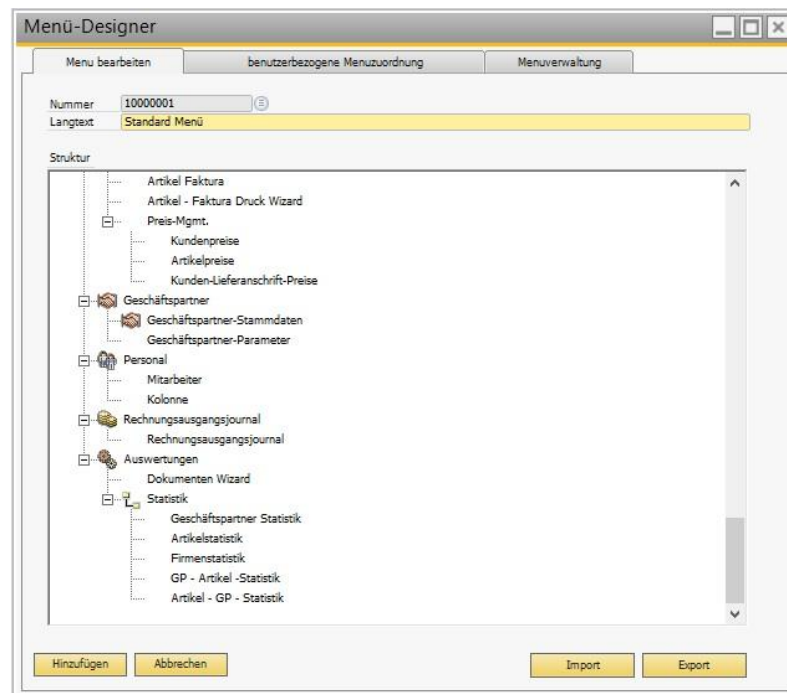 Menü-Designer
Menu bearbeiten benutzerbezogene Menuzuordnung Menuverwaltung
Nummer 10000001
Langtext Standard Menü
Struktur
Artikel Faktura
Artikel - Faktura Druck Wizard
Preis-Mgmt.
Kundenpreise
Artikelpreise
Kunden-Lieferanschrift-Preise
Geschäftspartner
Geschäftspartner-Stammdaten
Geschäftspartner-Parameter
Personal
Mitarbeiter
Kolonne
Rechnungsausgangsjournal
Rechnungsausgangsjournal
Auswertungen
Dokumenten Wizard
Statistik
Geschäftspartner Statistik
Artikelstatistik
Firmenstatistik
GP - Artikel -Statistik
Artikel - GP - Statistik
Hinzufügen Abbrechen Import Export